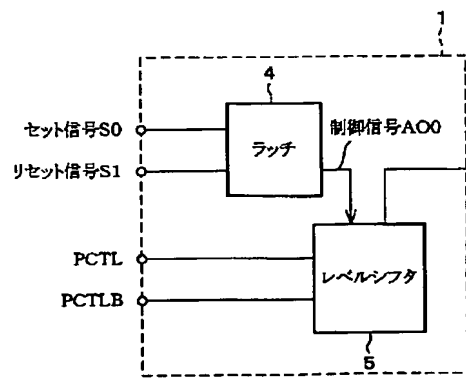 1
4
セット信号S0
ラッチ
制御信号AO0
リセット信号S1
PCTL
レベルシフタ
PCTLB
5